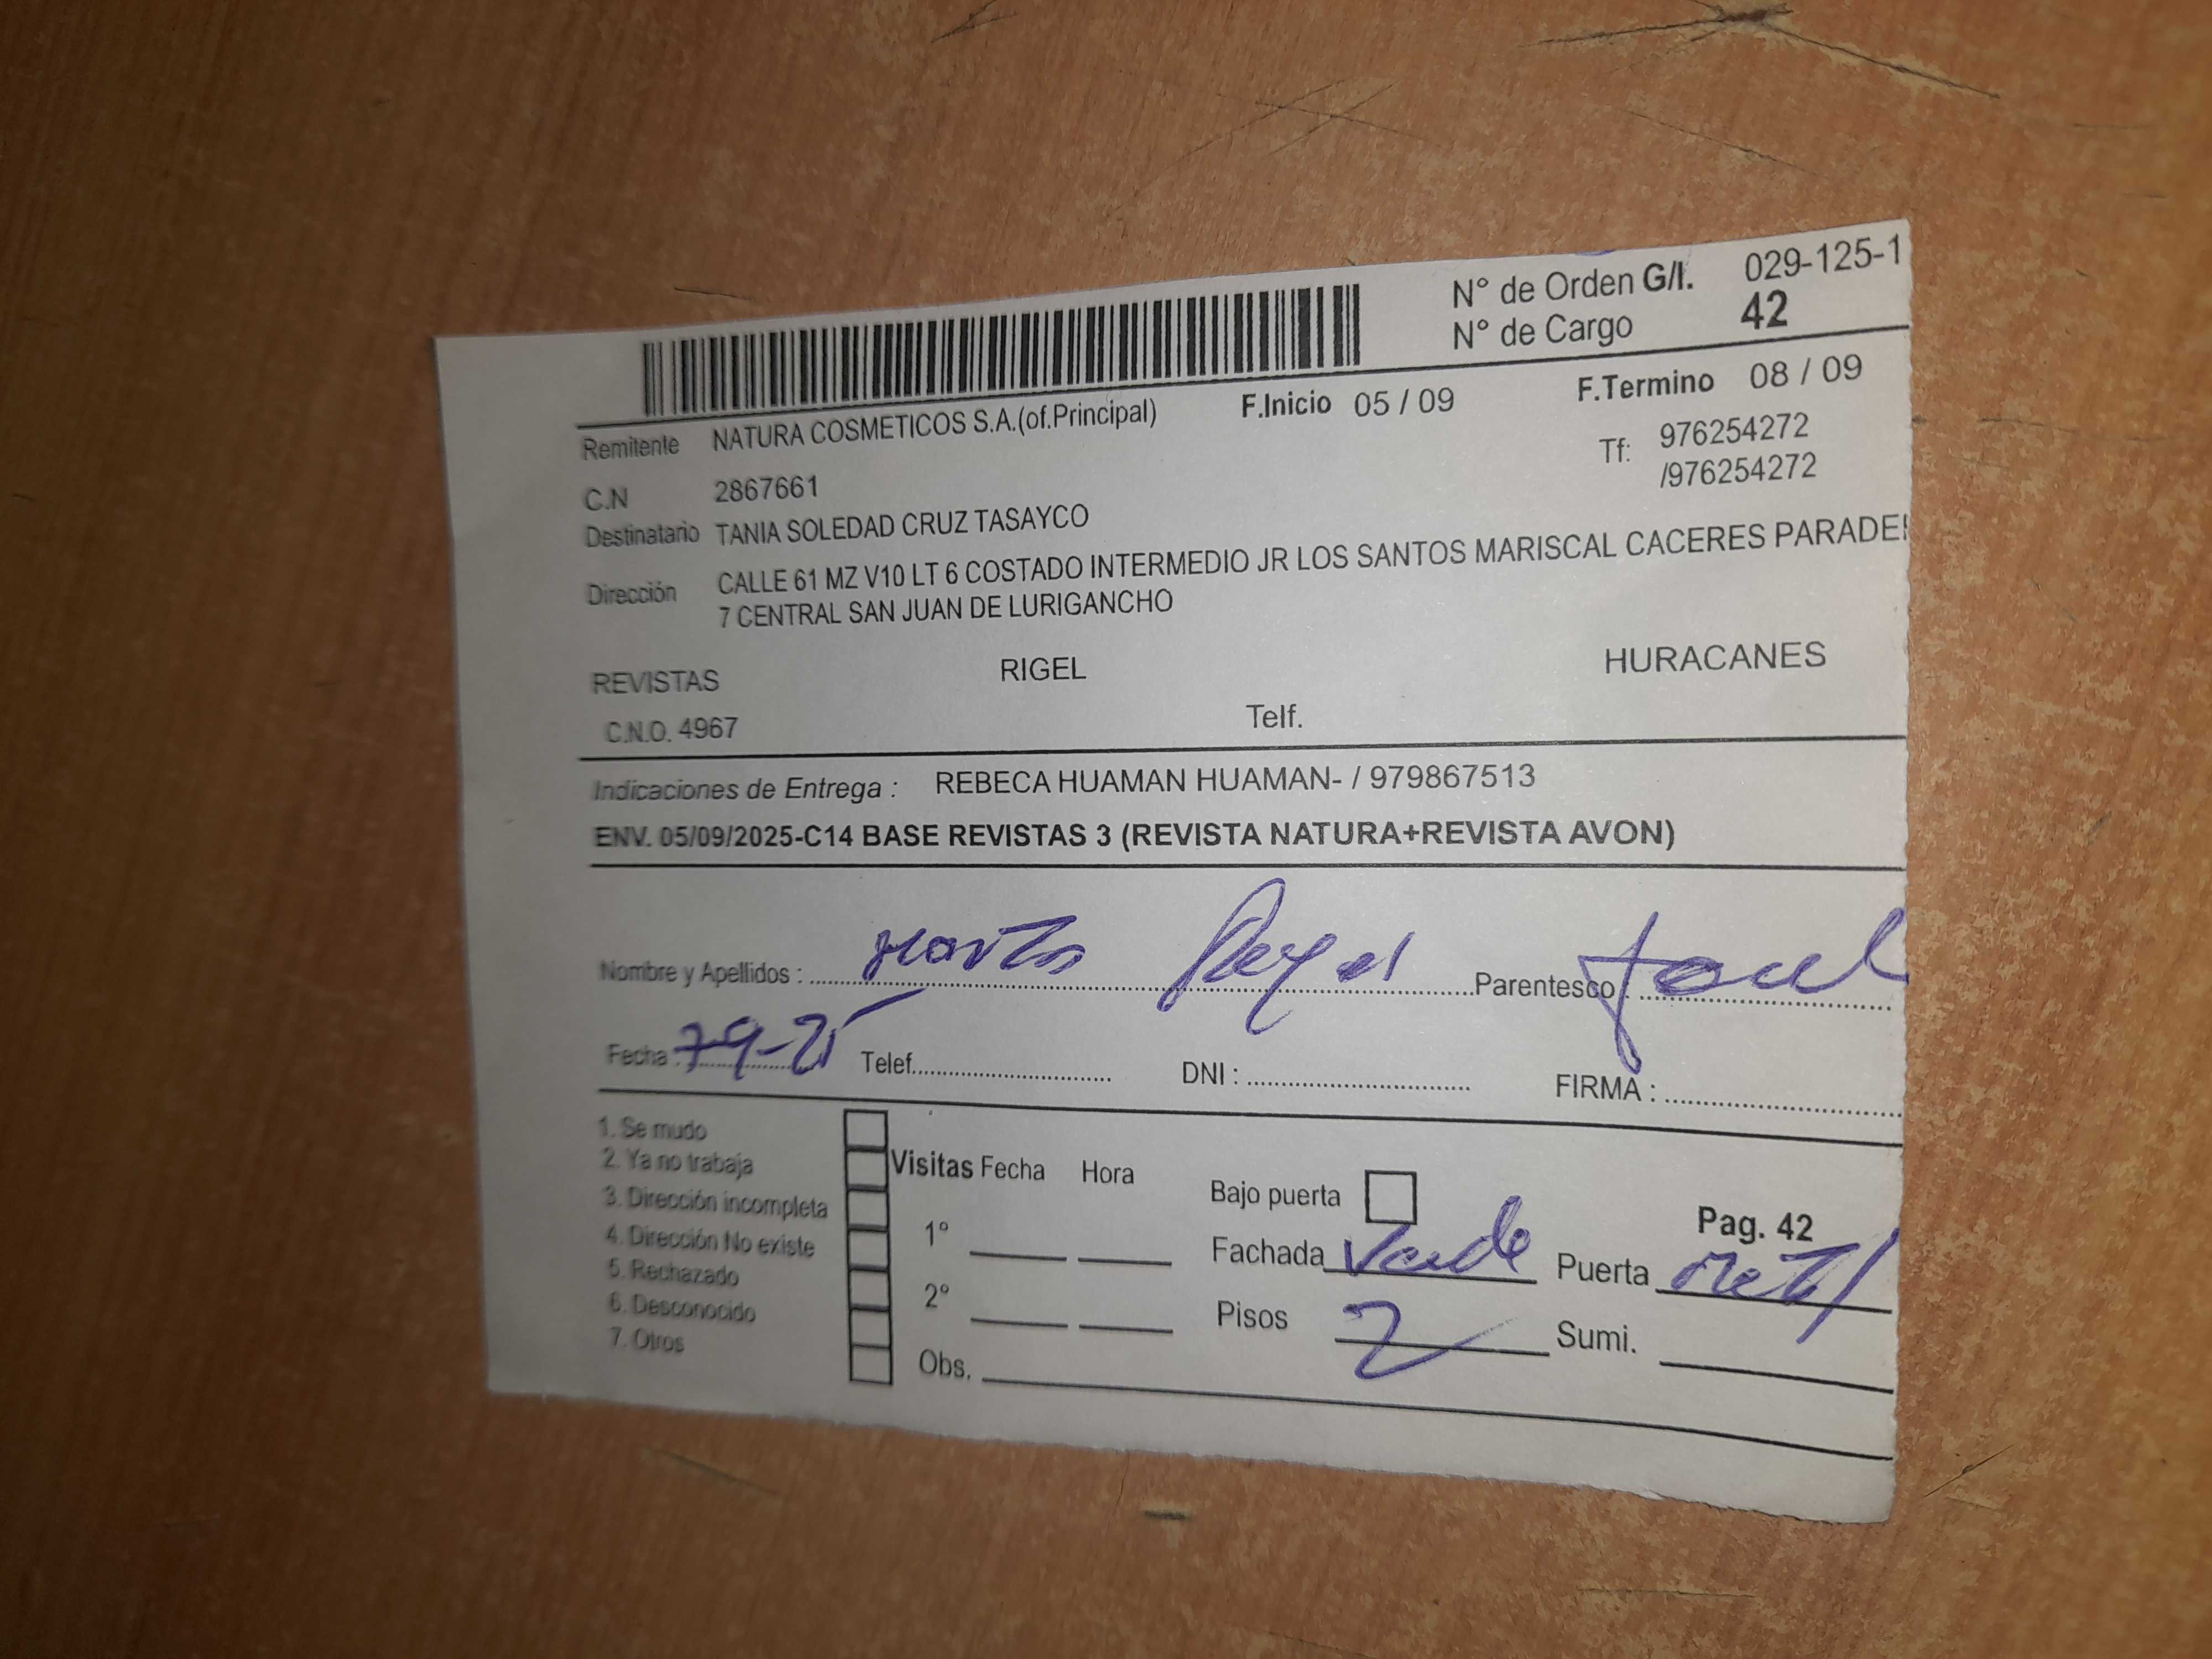 N° de Orden G/I. 029-125-1
N° de Cargo 42
F.Inicio 05 / 09 F.Termino 08 / 09
Remitente NATURA COSMETICOS S.A.(of.Principal)
Tf: 976254272
/976254272
C.N 2867661
Destinatario TANIA SOLEDAD CRUZ TASAYCO
Dirección CALLE 61 MZ V10 LT 6 COSTADO INTERMEDIO JR LOS SANTOS MARISCAL CACERES PARADE
7 CENTRAL SAN JUAN DE LURIGANCHO
REVISTAS RIGEL HURACANES
C.N.O. 4967 Telf.
Indicaciones de Entrega : REBECA HUAMAN HUAMAN- / 979867513
ENV. 05/09/2025-C14 BASE REVISTAS 3 (REVISTA NATURA+REVISTA AVON)
Nombre y Apellidos : Parentesco :
Fecha : 7-9-25 Telef. DNI : FIRMA :
1. Se mudo
2. Ya no trabaja
3. Dirección incompleta
4. Dirección No existe
5. Rechazado
6. Desconocido
7. Otros
Visitas Fecha Hora
1°
2°
Obs.
Bajo puerta
Pag. 42
Fachada Verde Puerta Metal
Pisos 2 Sumi.